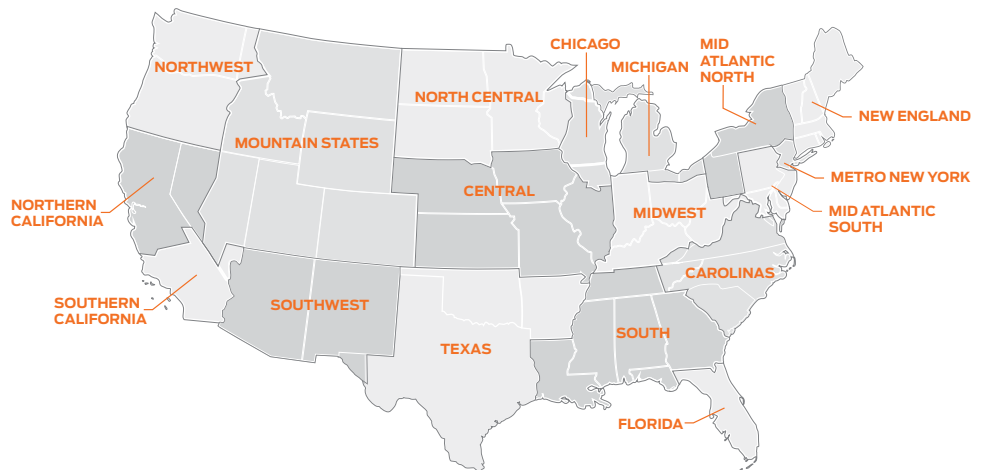 CHICAGO
MID
ATLANTIC
NORTH
NORTHWEST
MICHIGAN
NORTH CENTRAL
NEW ENGLAND
MOUNTAIN STATES
METRO NEW YORK
CENTRAL
NORTHERN
CALIFORNIA
MIDWEST
MID ATLANTIC
SOUTH
CAROLINAS
SOUTHERN
CALIFORNIA
SOUTHWEST
SOUTH
TEXAS
FLORIDA